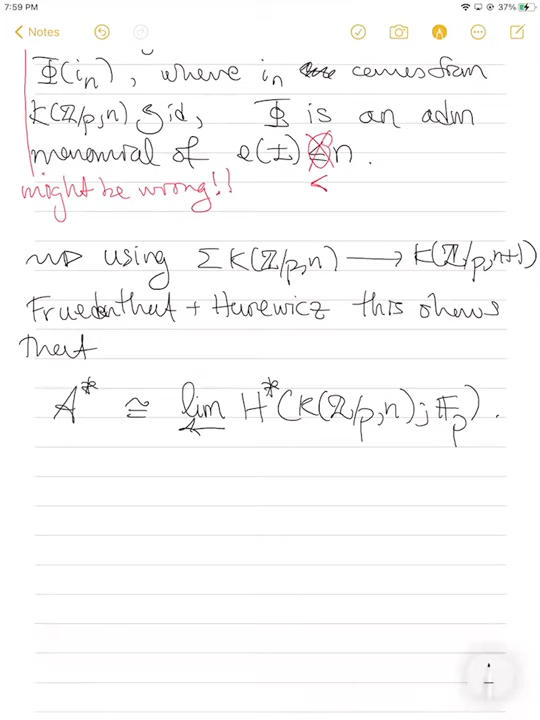 7:59 PM 37%
Notes
Φ(i_n), where i_n comes from
K(ℤ/p,n) ∋ id, Φ is an adm
monomial of e(I) n.
<
might be wrong!!
⇝ using ΣK(ℤ/p,n) ⟶ K(ℤ/p,n+1)
Fruedenthal + Hurewicz this shows
that
A* ≅ lim H*(K(ℤ/p,n); 𝔽_p).
←